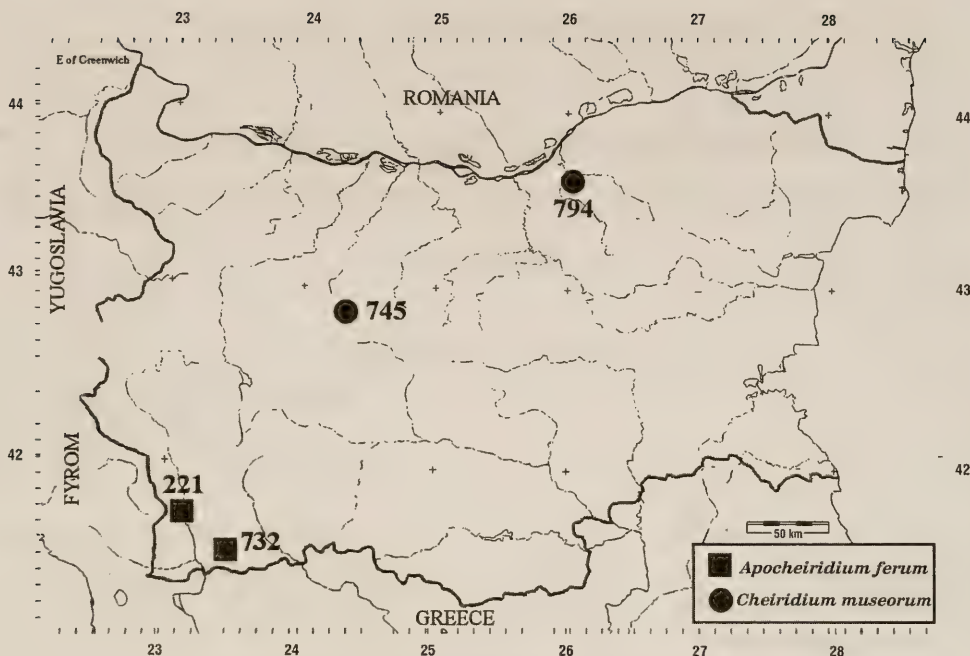 23 24 25 26 27 28
E of Greenwich
ROMANIA
44 44
794
YUGOSLAWIA
43 43
745
42 42
FYROM
221
732
50 km
Apocheiridium ferum
Cheiridium museorum
GREECE
23 24 25 26 27 28